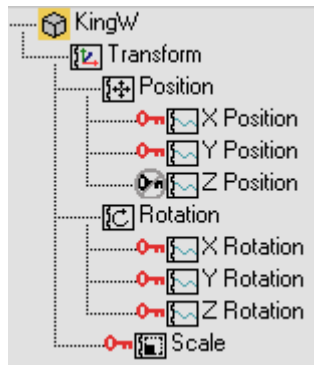 KingW
Transform
Position
X Position
Y Position
Z Position
Rotation
X Rotation
Y Rotation
Z Rotation
Scale